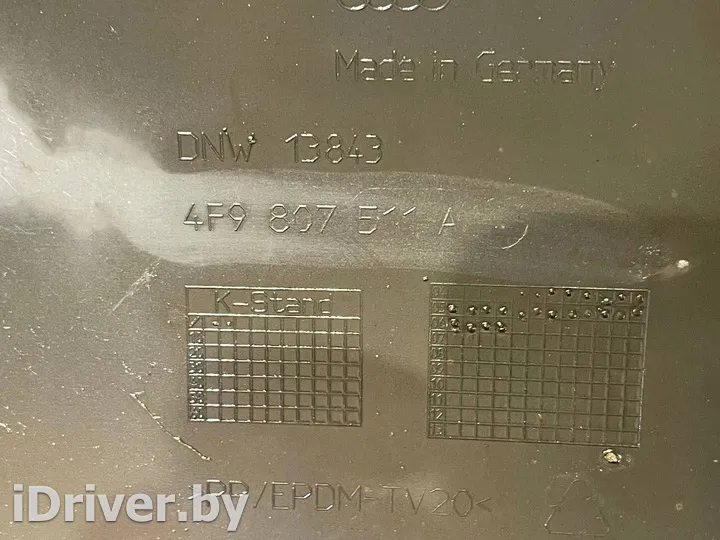 Made in Germany
DNW 13843
4F9 807 511 A
K-Stand
>PP/EPDM-TV20<
iDriver.by